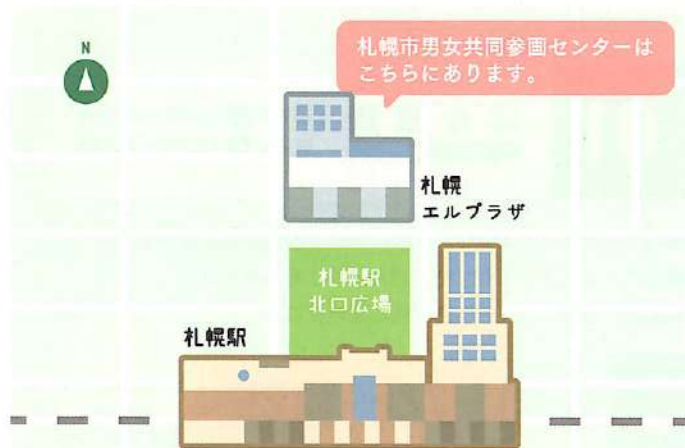 N
札幌市男女共同参画センターは
こちらにあります。
札幌
エルプラザ
札幌駅
北口広場
札幌駅